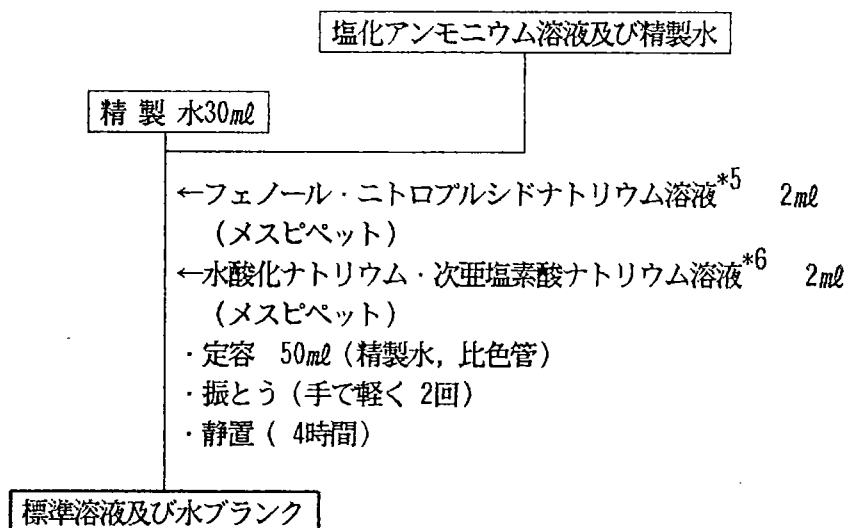 塩化アンモニウム溶液及び精製水
精 製 水30㎖
←フェノール・ニトロプルシドナトリウム溶液*5 2㎖
(メスピペット)
←水酸化ナトリウム・次亜塩素酸ナトリウム溶液*6 2㎖
(メスピペット)
・定容 50㎖(精製水, 比色管)
・振とう(手で軽く 2回)
・静置( 4時間)
標準溶液及び水ブランク